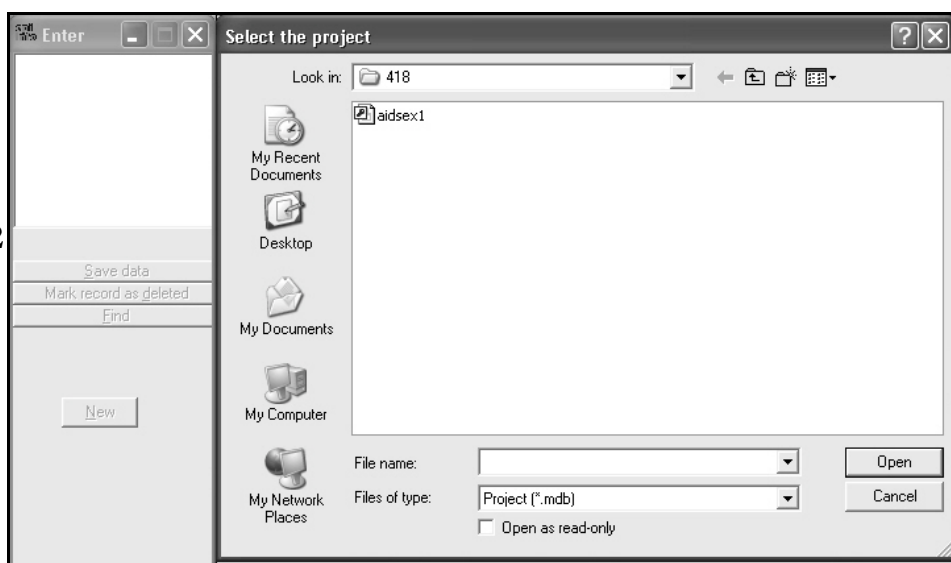 Enter
Select the project
Look in:
418
aidsex1
My Recent
Documents
Desktop
My Documents
My Computer
My Network
Places
2
Save data
Mark record as deleted
Find
New
File name:
Open
Files of type:
Project (*.mdb)
Cancel
Open as read-only